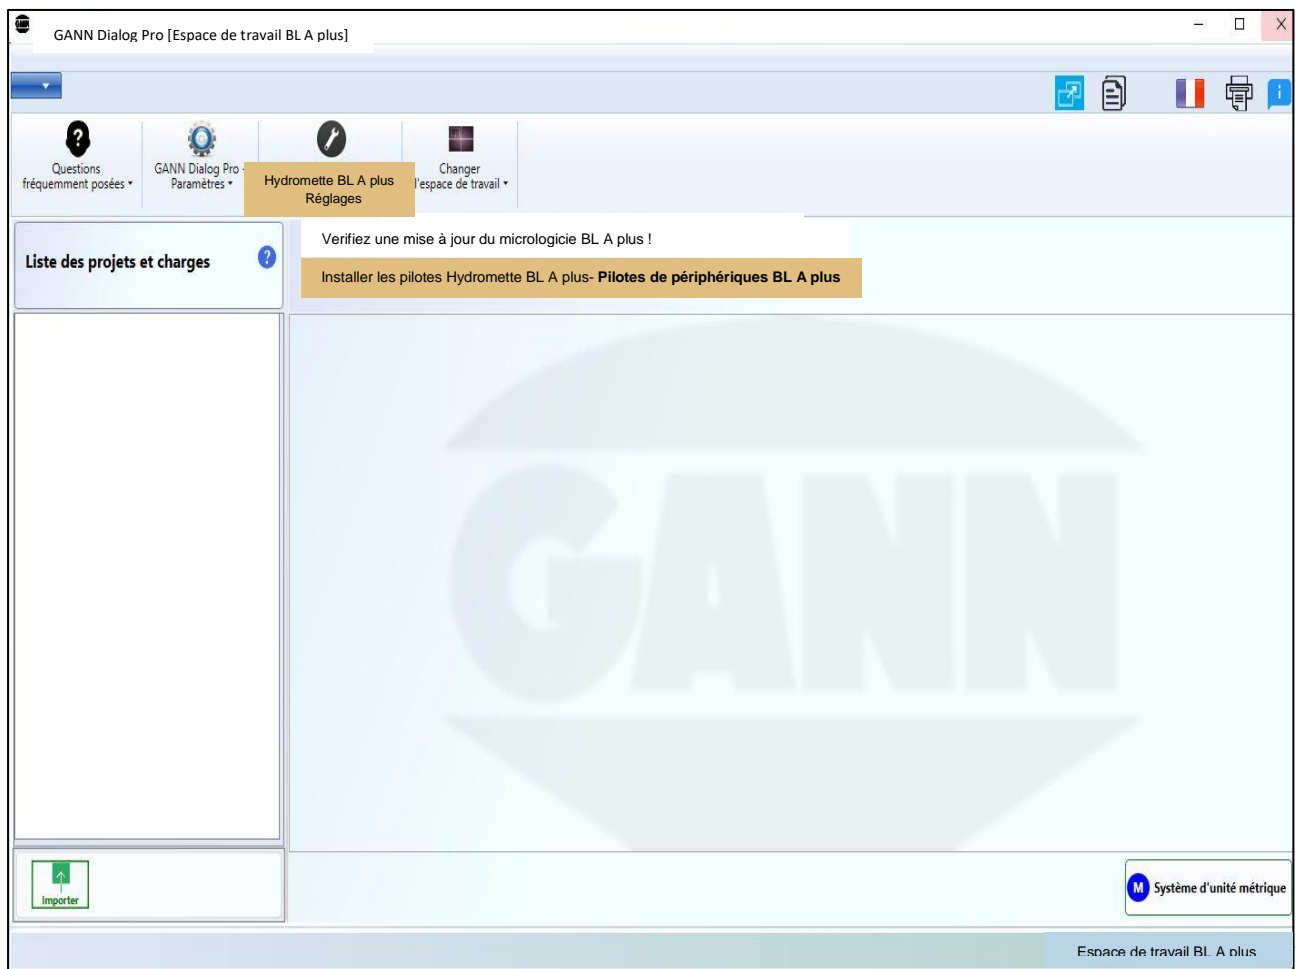 GANN Dialog Pro [Espace de travail BL A plus]
Questions
fréquemment posées
GANN Dialog Pro -
Paramètres
Hydromette BL A plus
Réglages
Changer
l'espace de travail
Liste des projets et charges
?
Verifiez une mise à jour du micrologicie BL A plus !
Installer les pilotes Hydromette BL A plus- Pilotes de périphériques BL A plus
GANN
Importer
M Système d'unité métrique
Espace de travail BL A plus